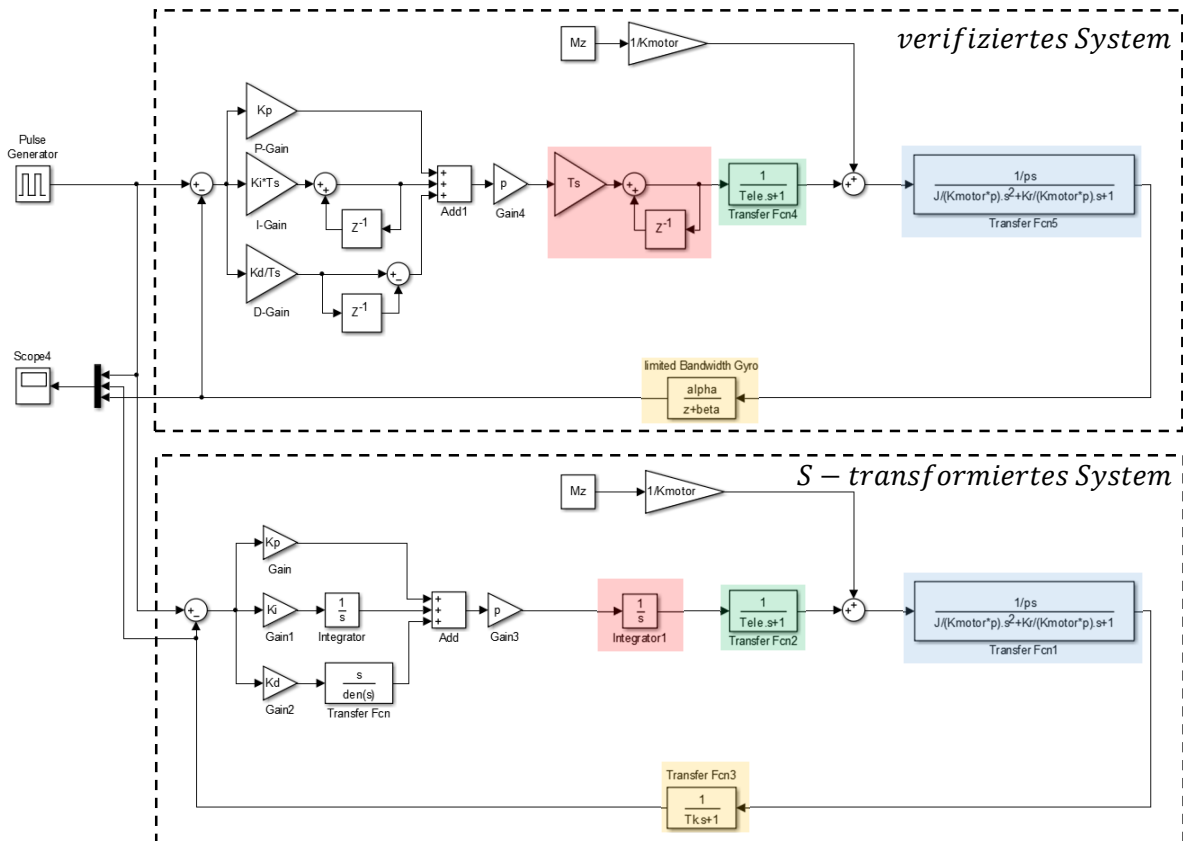 verifiziertes System
Mz
1/Kmotor
Pulse
Generator
Kp
P-Gain
Ki*Ts
I-Gain
Z-1
Kd/Ts
D-Gain
Z-1
+
+
+
Add1
p
Gain4
Ts
Z-1
1
Tele.s+1
Transfer Fcn4
1/ps
J/(Kmotor*p).s2+Kr/(Kmotor*p).s+1
Transfer Fcn5
Scope4
limited Bandwidth Gyro
alpha
z+beta
S − transformiertes System
Mz
1/Kmotor
Kp
Gain
Ki
Gain1
1
s
Integrator
Kd
Gain2
s
den(s)
Transfer Fcn
+
+
+
Add
p
Gain3
1
s
Integrator1
1
Tele.s+1
Transfer Fcn2
1/ps
J/(Kmotor*p).s2+Kr/(Kmotor*p).s+1
Transfer Fcn1
Transfer Fcn3
1
Tk.s+1